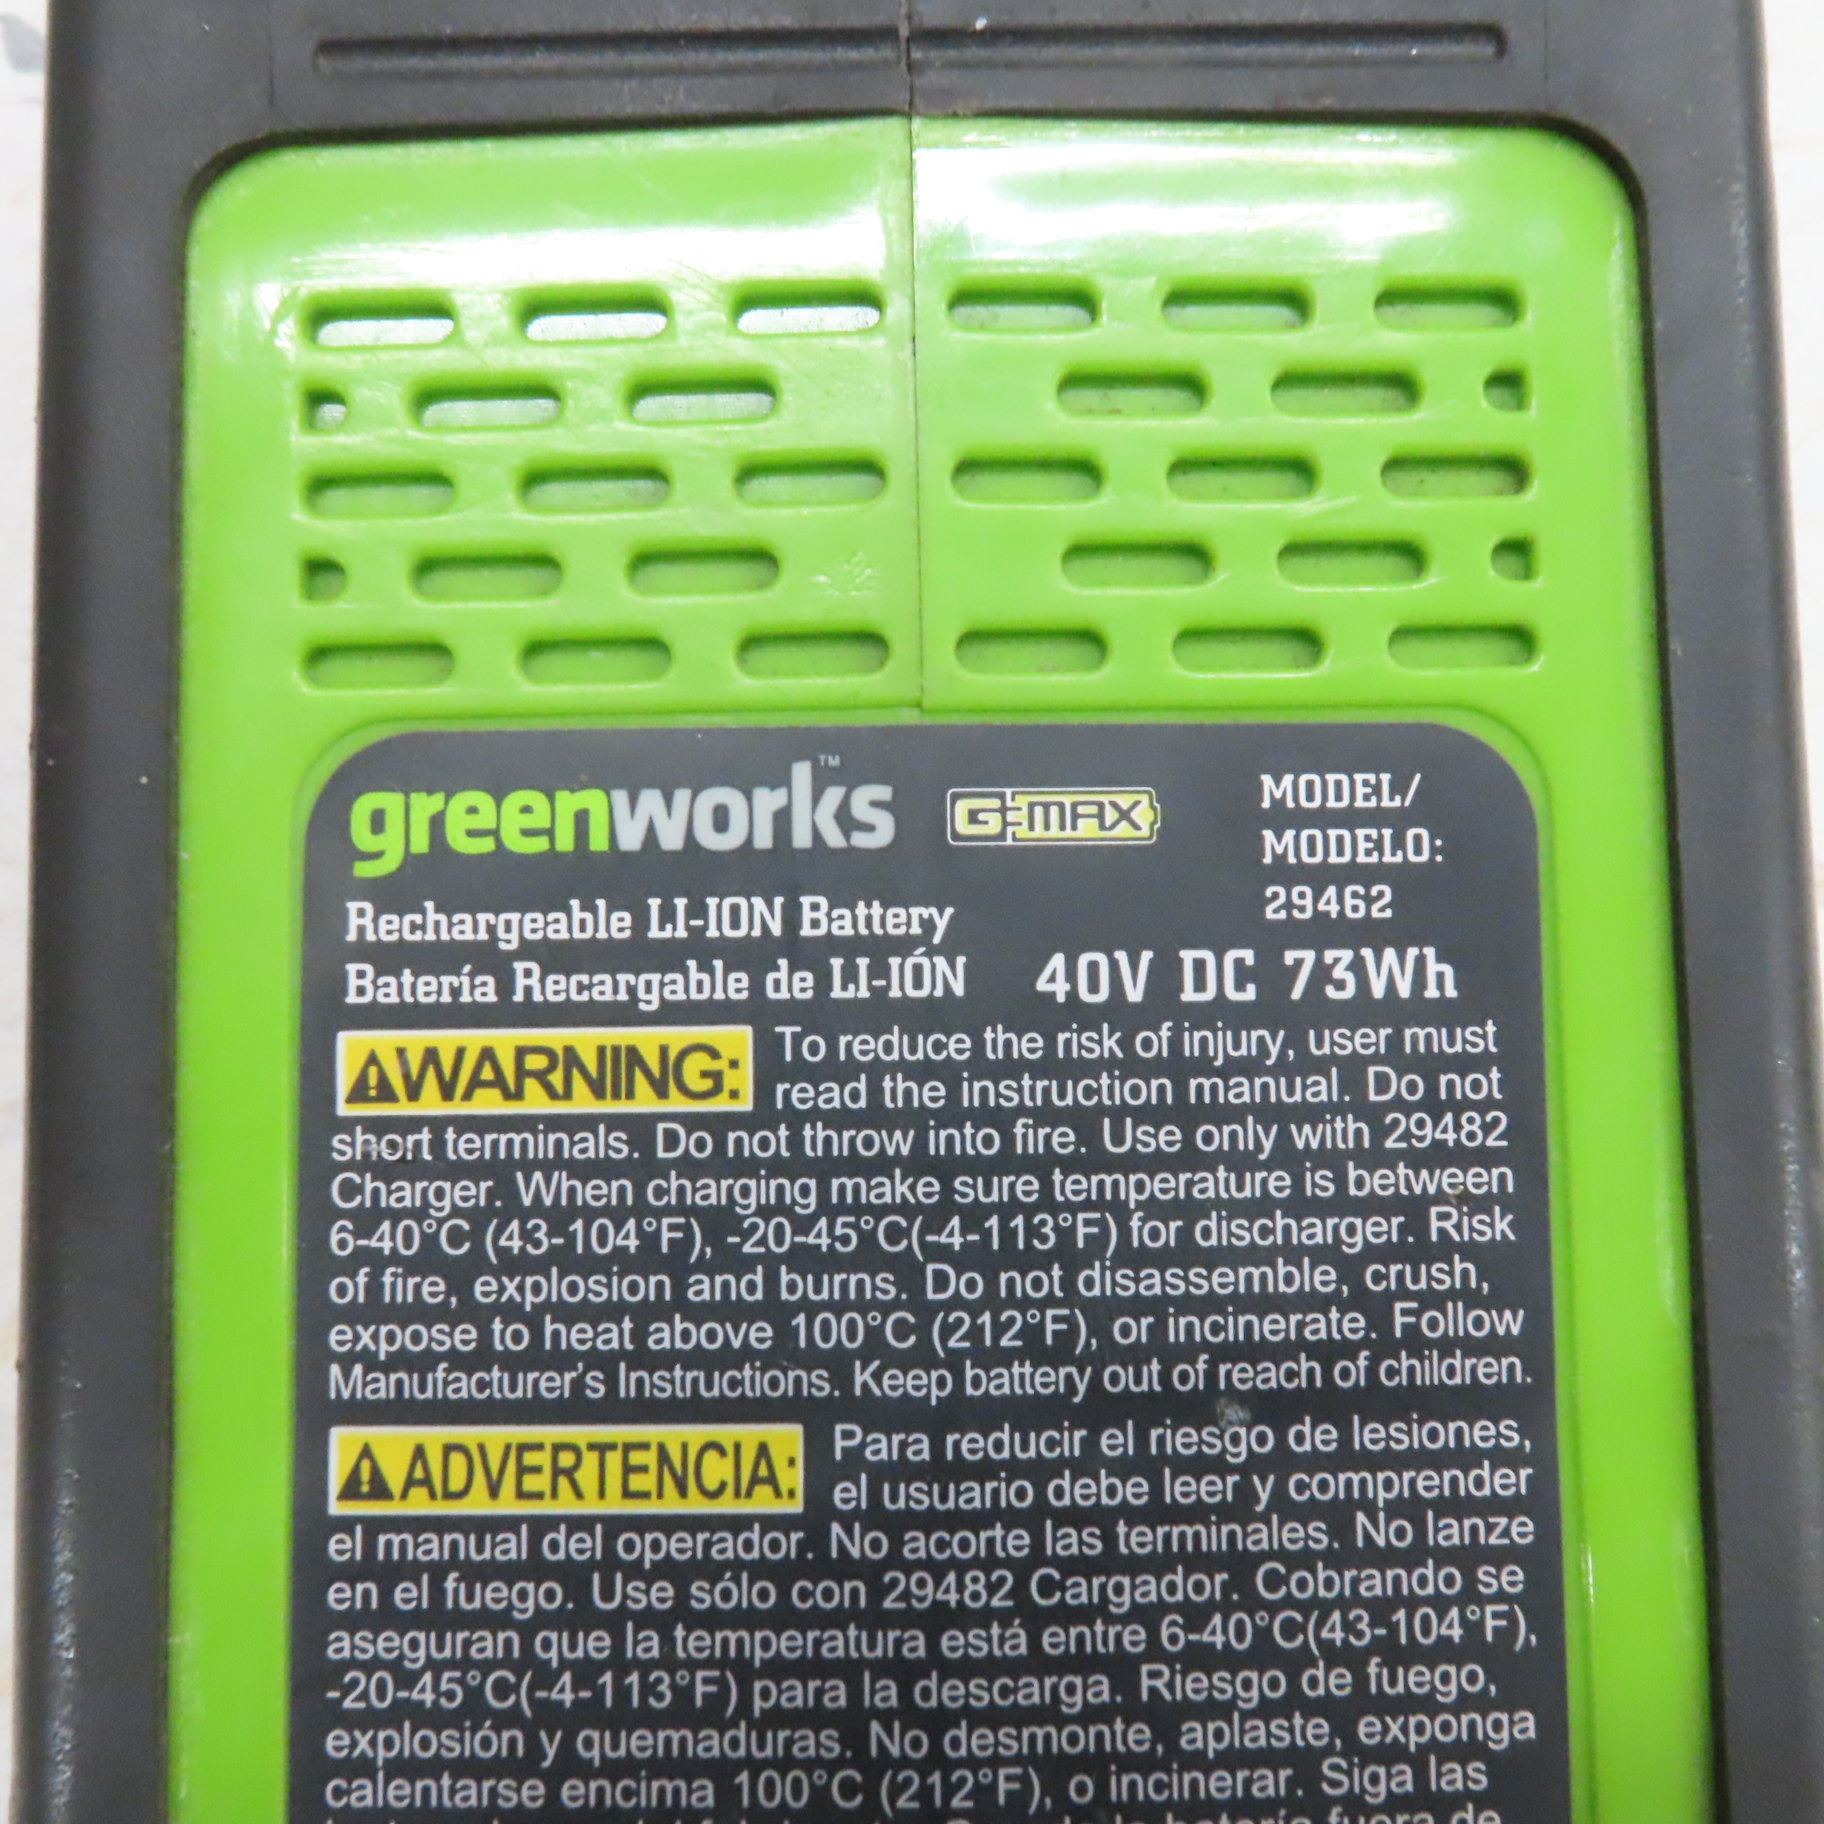 greenworks™ G-MAX MODEL/
MODELO:
29462
Rechargeable LI-ION Battery
Batería Recargable de LI-IÓN 40V DC 73Wh
WARNING: To reduce the risk of injury, user must
read the instruction manual. Do not
short terminals. Do not throw into fire. Use only with 29482
Charger. When charging make sure temperature is between
6-40°C (43-104°F), -20-45°C(-4-113°F) for discharger. Risk
of fire, explosion and burns. Do not disassemble, crush,
expose to heat above 100°C (212°F), or incinerate. Follow
Manufacturer's Instructions. Keep battery out of reach of children.
ADVERTENCIA: Para reducir el riesgo de lesiones,
el usuario debe leer y comprender
el manual del operador. No acorte las terminales. No lanze
en el fuego. Use sólo con 29482 Cargador. Cobrando se
aseguran que la temperatura está entre 6-40°C(43-104°F),
-20-45°C(-4-113°F) para la descarga. Riesgo de fuego,
explosión y quemaduras. No desmonte, aplaste, exponga
calentarse encima 100°C (212°F), o incinerar. Siga las
batería fuera de